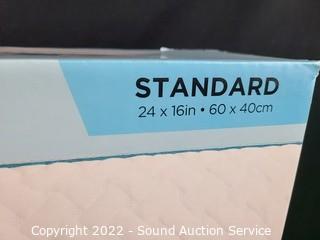 STANDARD
24 x 16in • 60 x 40cm
Copyright 2022 - Sound Auction Service